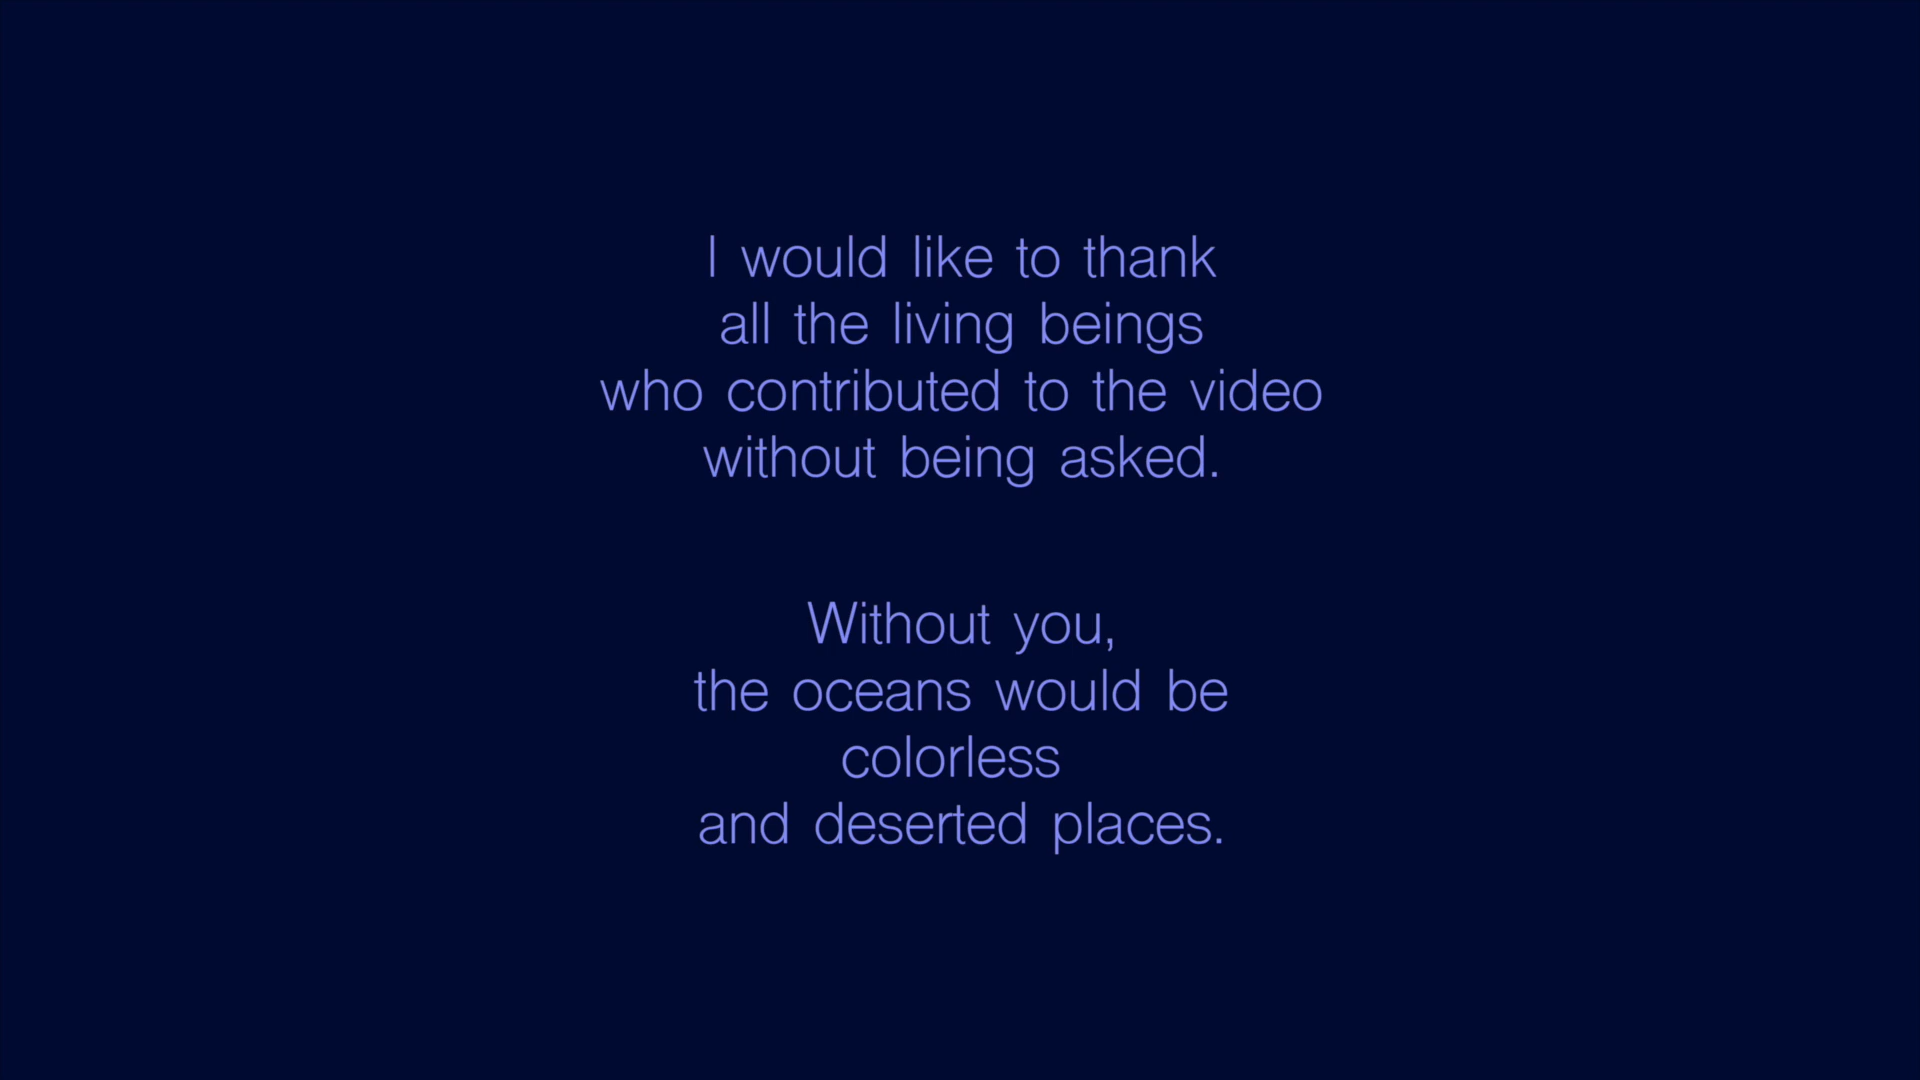 I would like to thank
all the living beings
who contributed to the video
without being asked.
Without you,
the oceans would be
colorless
and deserted places.